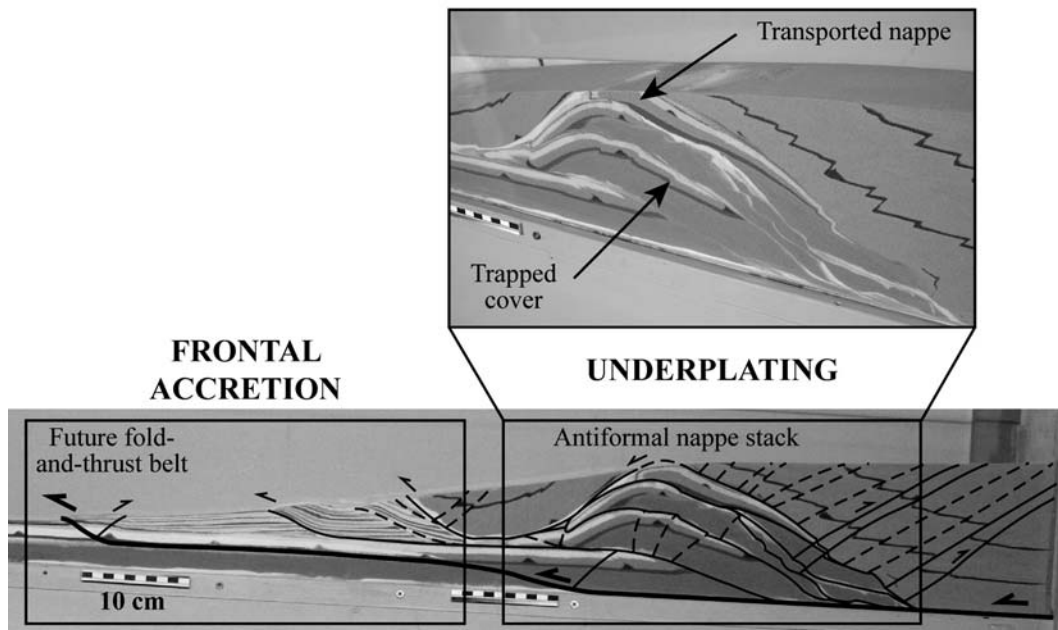 Transported nappe
Trapped
cover
FRONTAL
ACCRETION
UNDERPLATING
Future fold-
and-thrust belt
Antiformal nappe stack
10 cm